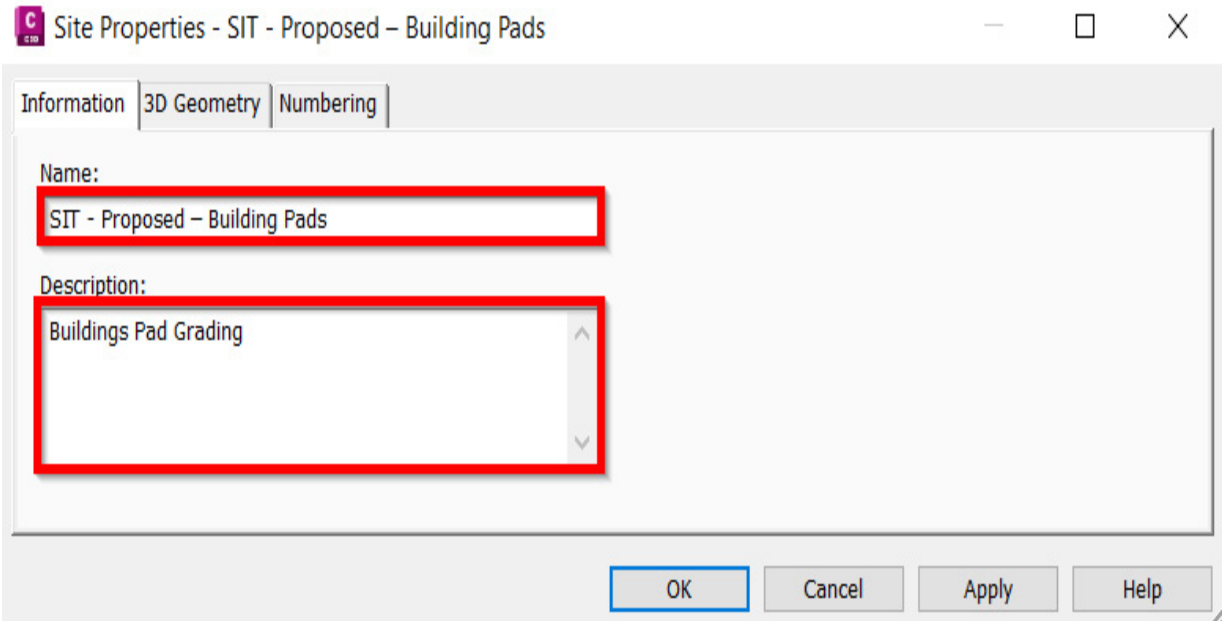 C
C3D
Site Properties - SIT - Proposed – Building Pads
Information 3D Geometry Numbering
Name:
SIT - Proposed – Building Pads
Description:
Buildings Pad Grading
OK Cancel Apply Help